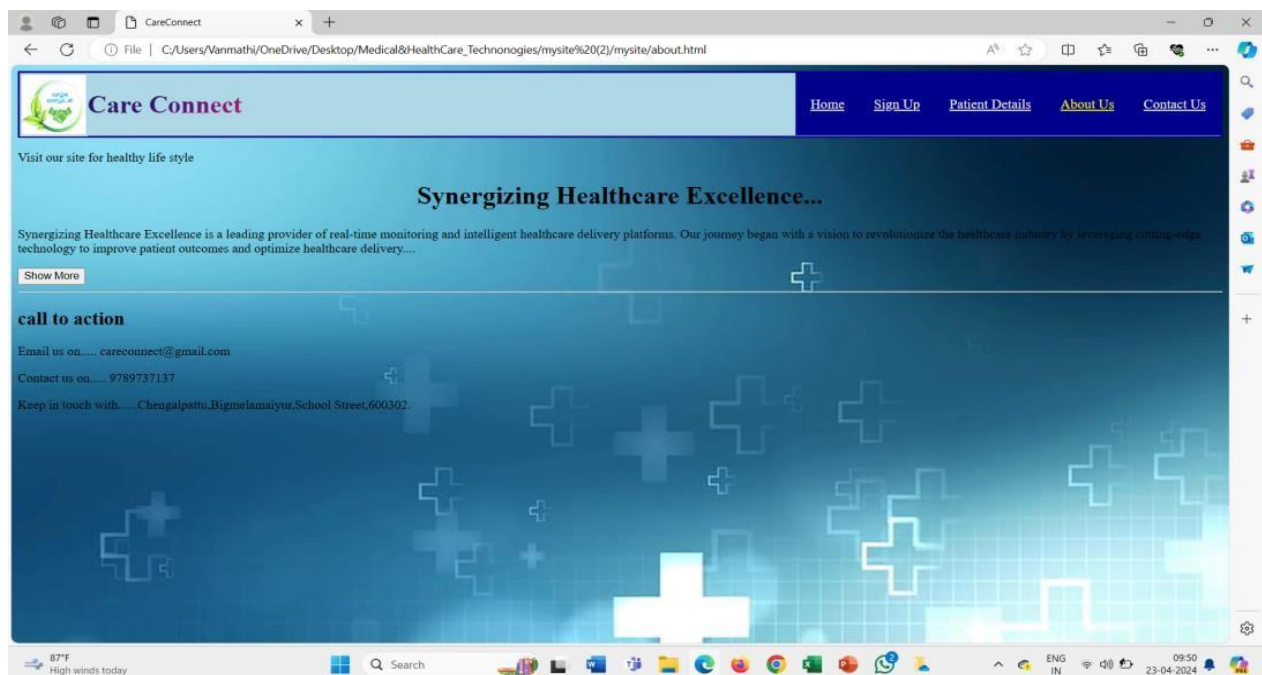 CareConnect
File | C:/Users/Vanmathi/OneDrive/Desktop/Medical&HealthCare_Technonogies/mysite%20(2)/mysite/about.html
Care Connect
Home Sign Up Patient Details About Us Contact Us
Visit our site for healthy life style
Synergizing Healthcare Excellence...
Synergizing Healthcare Excellence is a leading provider of real-time monitoring and intelligent healthcare delivery platforms. Our journey began with a vision to revolutionize the healthcare industry by leveraging cutting-edge
technology to improve patient outcomes and optimize healthcare delivery....
Show More
call to action
Email us on..... careconnect@gmail.com
Contact us on..... 9789737137
Keep in touch with......Chengalpattu,Bigmelamaiyur,School Street,600302.
87°F
High winds today
Search
ENG
IN
09:50
23-04-2024